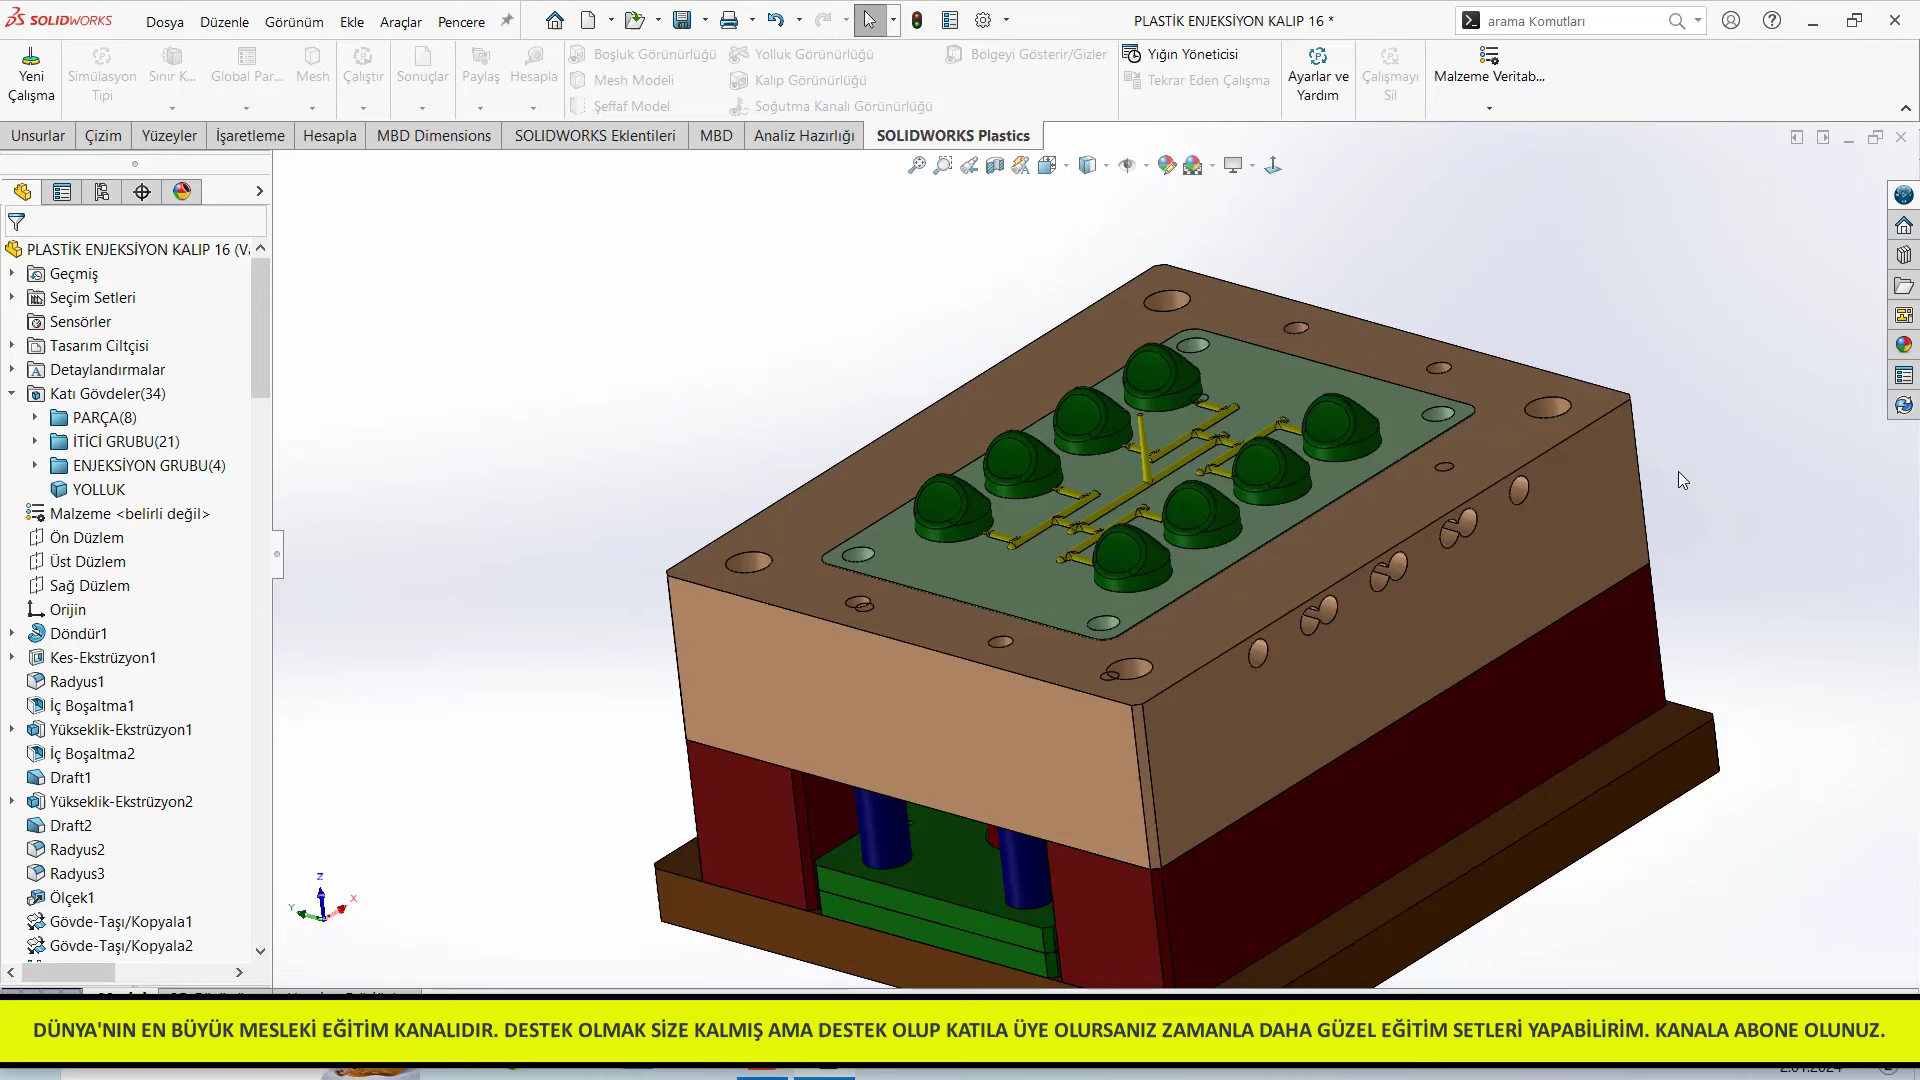 SOLIDWORKS
Dosya Düzenle Görünüm Ekle Araçlar Pencere
PLASTİK ENJEKSİYON KALIP 16 *
arama Komutları
Yeni Çalışma
Simülasyon Tipi
Sınır K...
Global Par...
Mesh
Çalıştır
Sonuçlar
Paylaş
Hesapla
Boşluk Görünürlüğü
Mesh Modeli
Şeffaf Model
Yolluk Görünürlüğü
Kalıp Görünürlüğü
Soğutma Kanalı Görünürlüğü
Bölgeyi Gösterir/Gizler
Yığın Yöneticisi
Tekrar Eden Çalışma
Ayarlar ve Yardım
Çalışmayı Sil
Malzeme Veritab...
Unsurlar Çizim Yüzeyler İşaretleme Hesapla MBD Dimensions SOLIDWORKS Eklentileri MBD Analiz Hazırlığı SOLIDWORKS Plastics
PLASTİK ENJEKSİYON KALIP 16 (Va
Geçmiş
Seçim Setleri
Sensörler
Tasarım Ciltçisi
Detaylandırmalar
Katı Gövdeler(34)
PARÇA(8)
İTİCİ GRUBU(21)
ENJEKSİYON GRUBU(4)
YOLLUK
Malzeme <belirli değil>
Ön Düzlem
Üst Düzlem
Sağ Düzlem
Orijin
Döndür1
Kes-Ekstrüzyon1
Radyus1
İç Boşaltma1
Yükseklik-Ekstrüzyon1
İç Boşaltma2
Draft1
Yükseklik-Ekstrüzyon2
Draft2
Radyus2
Radyus3
Ölçek1
Gövde-Taşı/Kopyala1
Gövde-Taşı/Kopyala2
Z
Y
X
DÜNYA'NIN EN BÜYÜK MESLEKİ EĞİTİM KANALIDIR. DESTEK OLMAK SİZE KALMIŞ AMA DESTEK OLUP KATILA ÜYE OLURSANIZ ZAMANLA DAHA GÜZEL EĞİTİM SETLERİ YAPABİLİRİM. KANALA ABONE OLUNUZ.